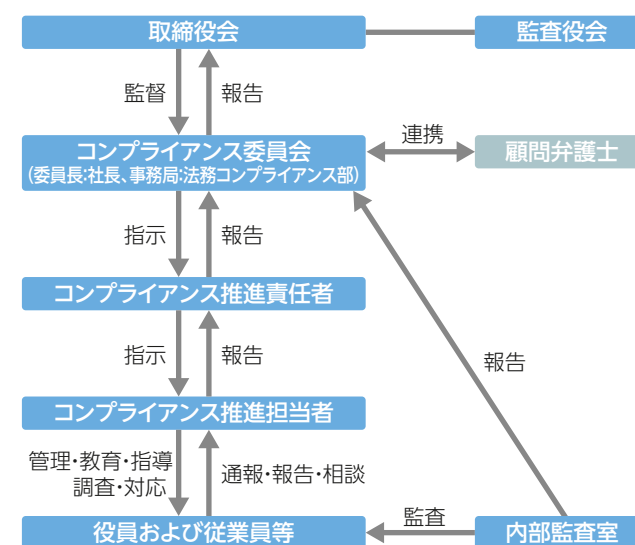 取締役会
監査役会
監督
報告
コンプライアンス委員会
(委員長:社長、事務局:法務コンプライアンス部)
連携
顧問弁護士
指示
報告
コンプライアンス推進責任者
指示
報告
報告
コンプライアンス推進担当者
管理・教育・指導
調査・対応
通報・報告・相談
役員および従業員等
監査
内部監査室